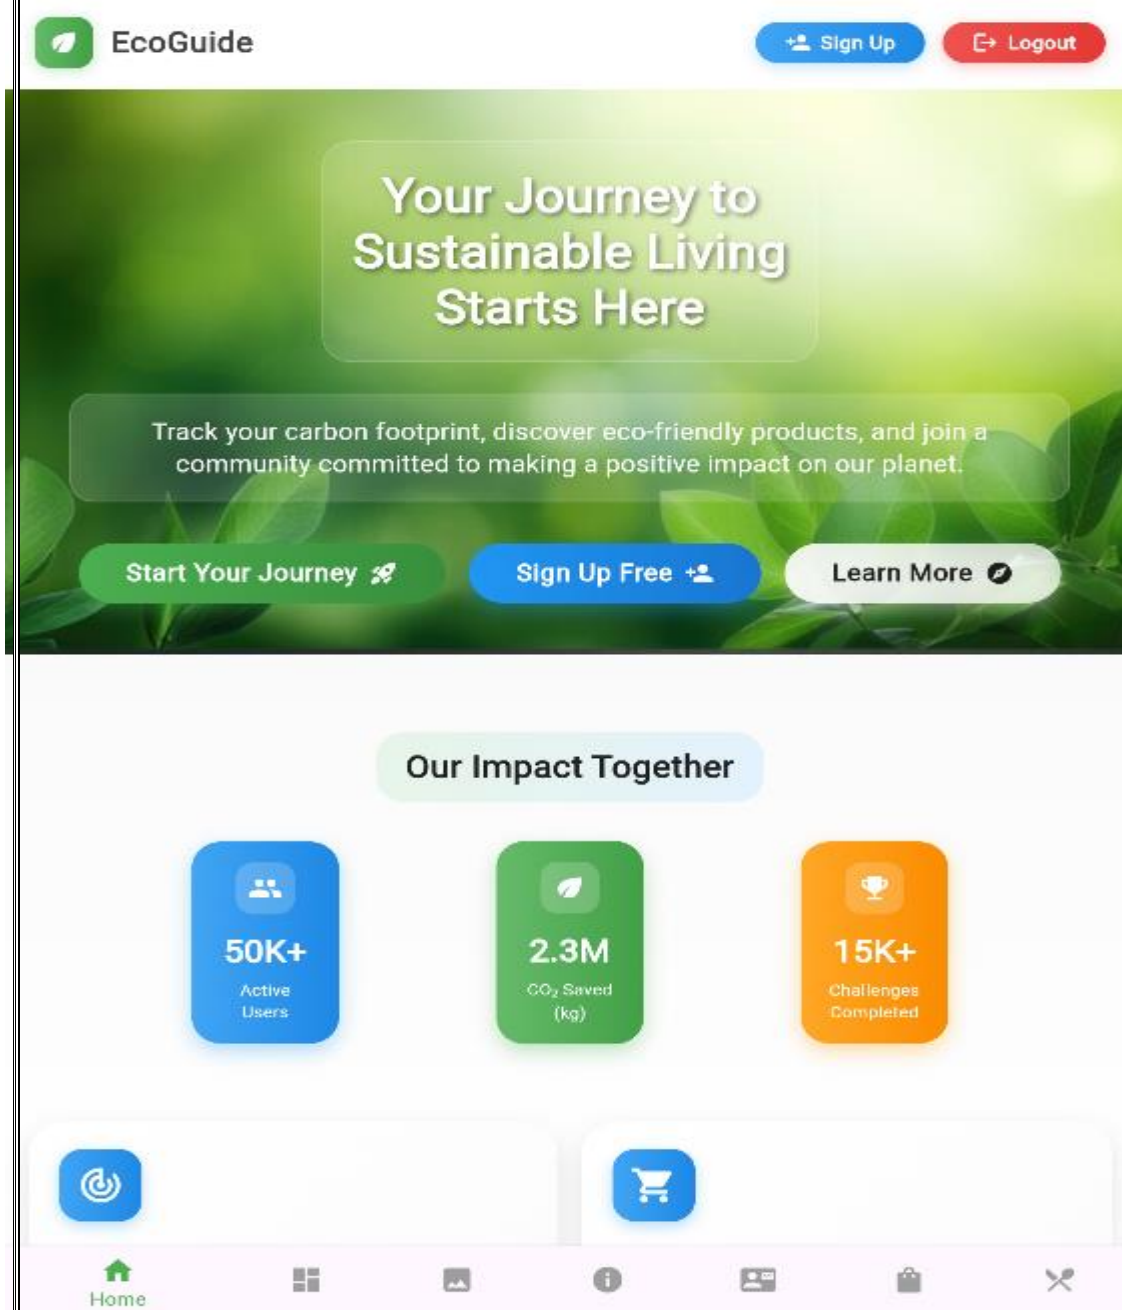 EcoGuide
Sign Up
Logout
Your Journey to
Sustainable Living
Starts Here
Track your carbon footprint, discover eco-friendly products, and join a
community committed to making a positive impact on our planet.
Start Your Journey
Sign Up Free
Learn More
Our Impact Together
50K+
Active
Users
2.3M
CO₂ Saved
(kg)
15K+
Challenges
Completed
Home